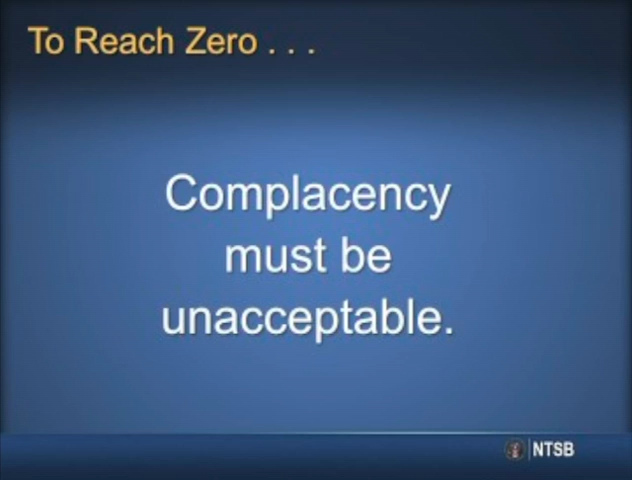 To Reach Zero . . .
Complacency
must be
unacceptable.
NTSB